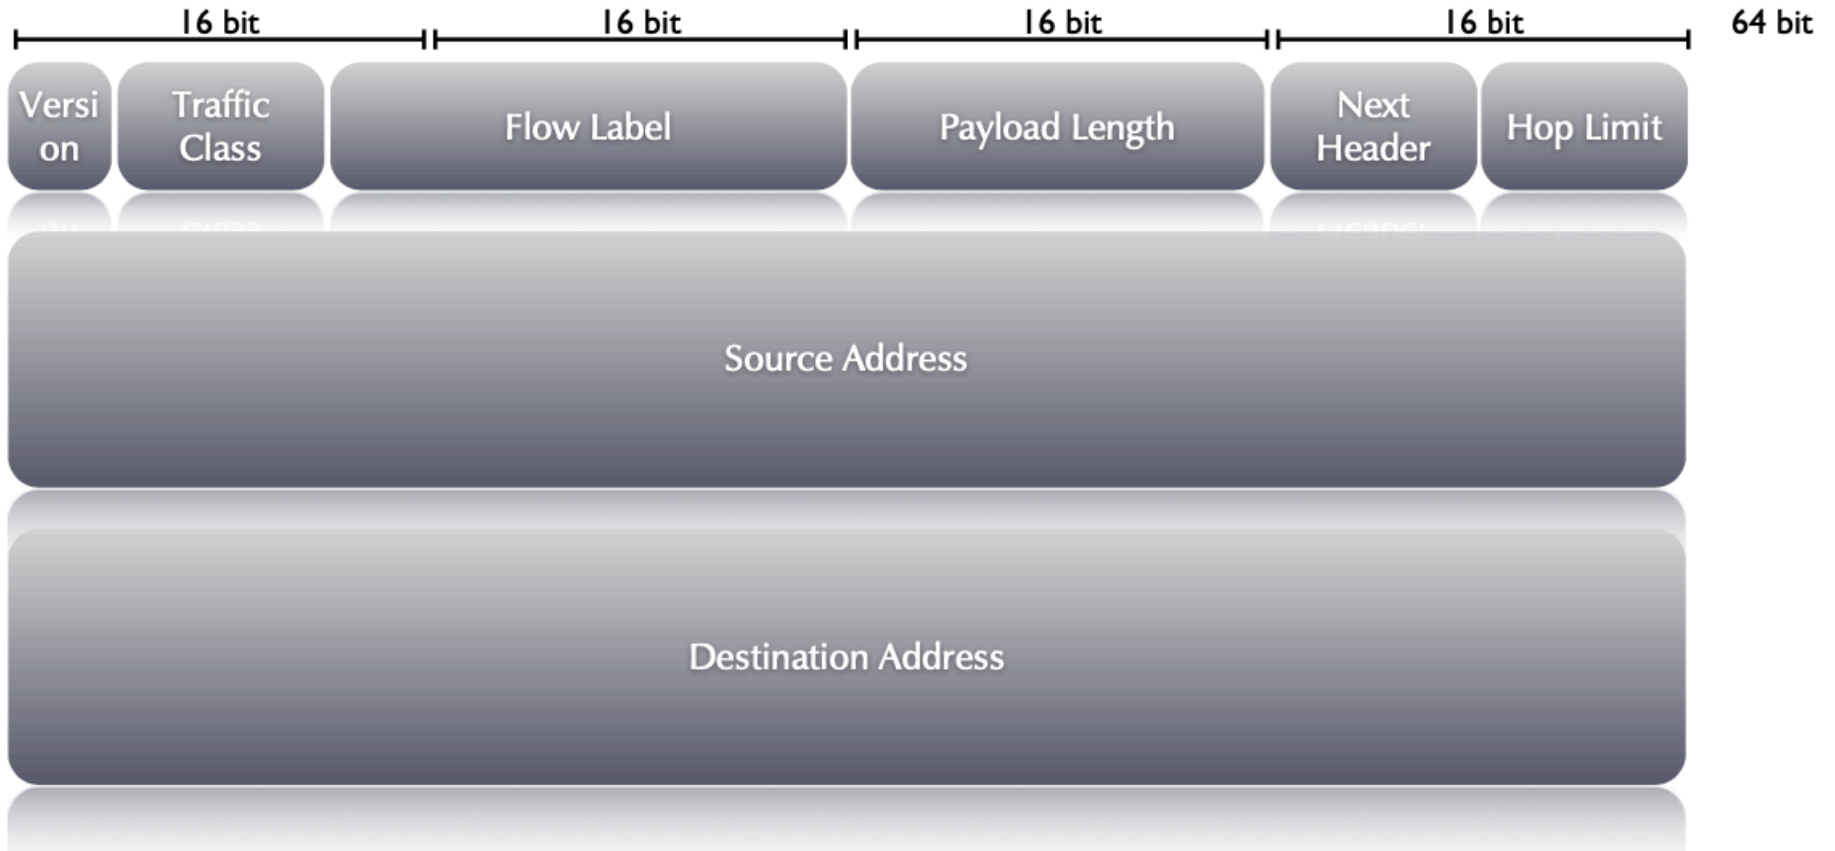 16 bit 16 bit 16 bit 16 bit 64 bit
Versi
on
Traffic
Class
Flow Label
Payload Length
Next
Header
Hop Limit
Source Address
Destination Address